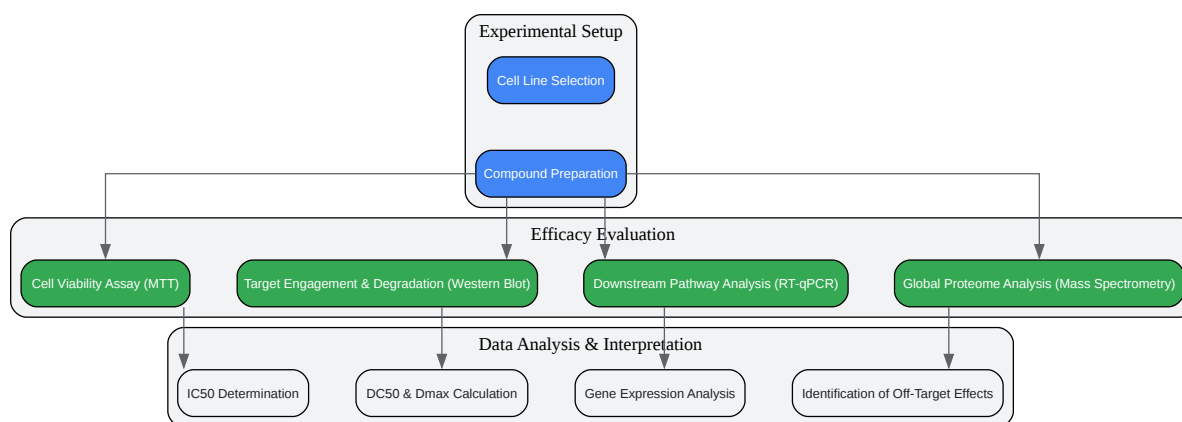 Experimental Setup
Cell Line Selection
Compound Preparation
Efficacy Evaluation
Cell Viability Assay (MTT)
Target Engagement & Degradation (Western Blot)
Downstream Pathway Analysis (RT-qPCR)
Global Proteome Analysis (Mass Spectrometry)
Data Analysis & Interpretation
IC50 Determination
DC50 & Dmax Calculation
Gene Expression Analysis
Identification of Off-Target Effects